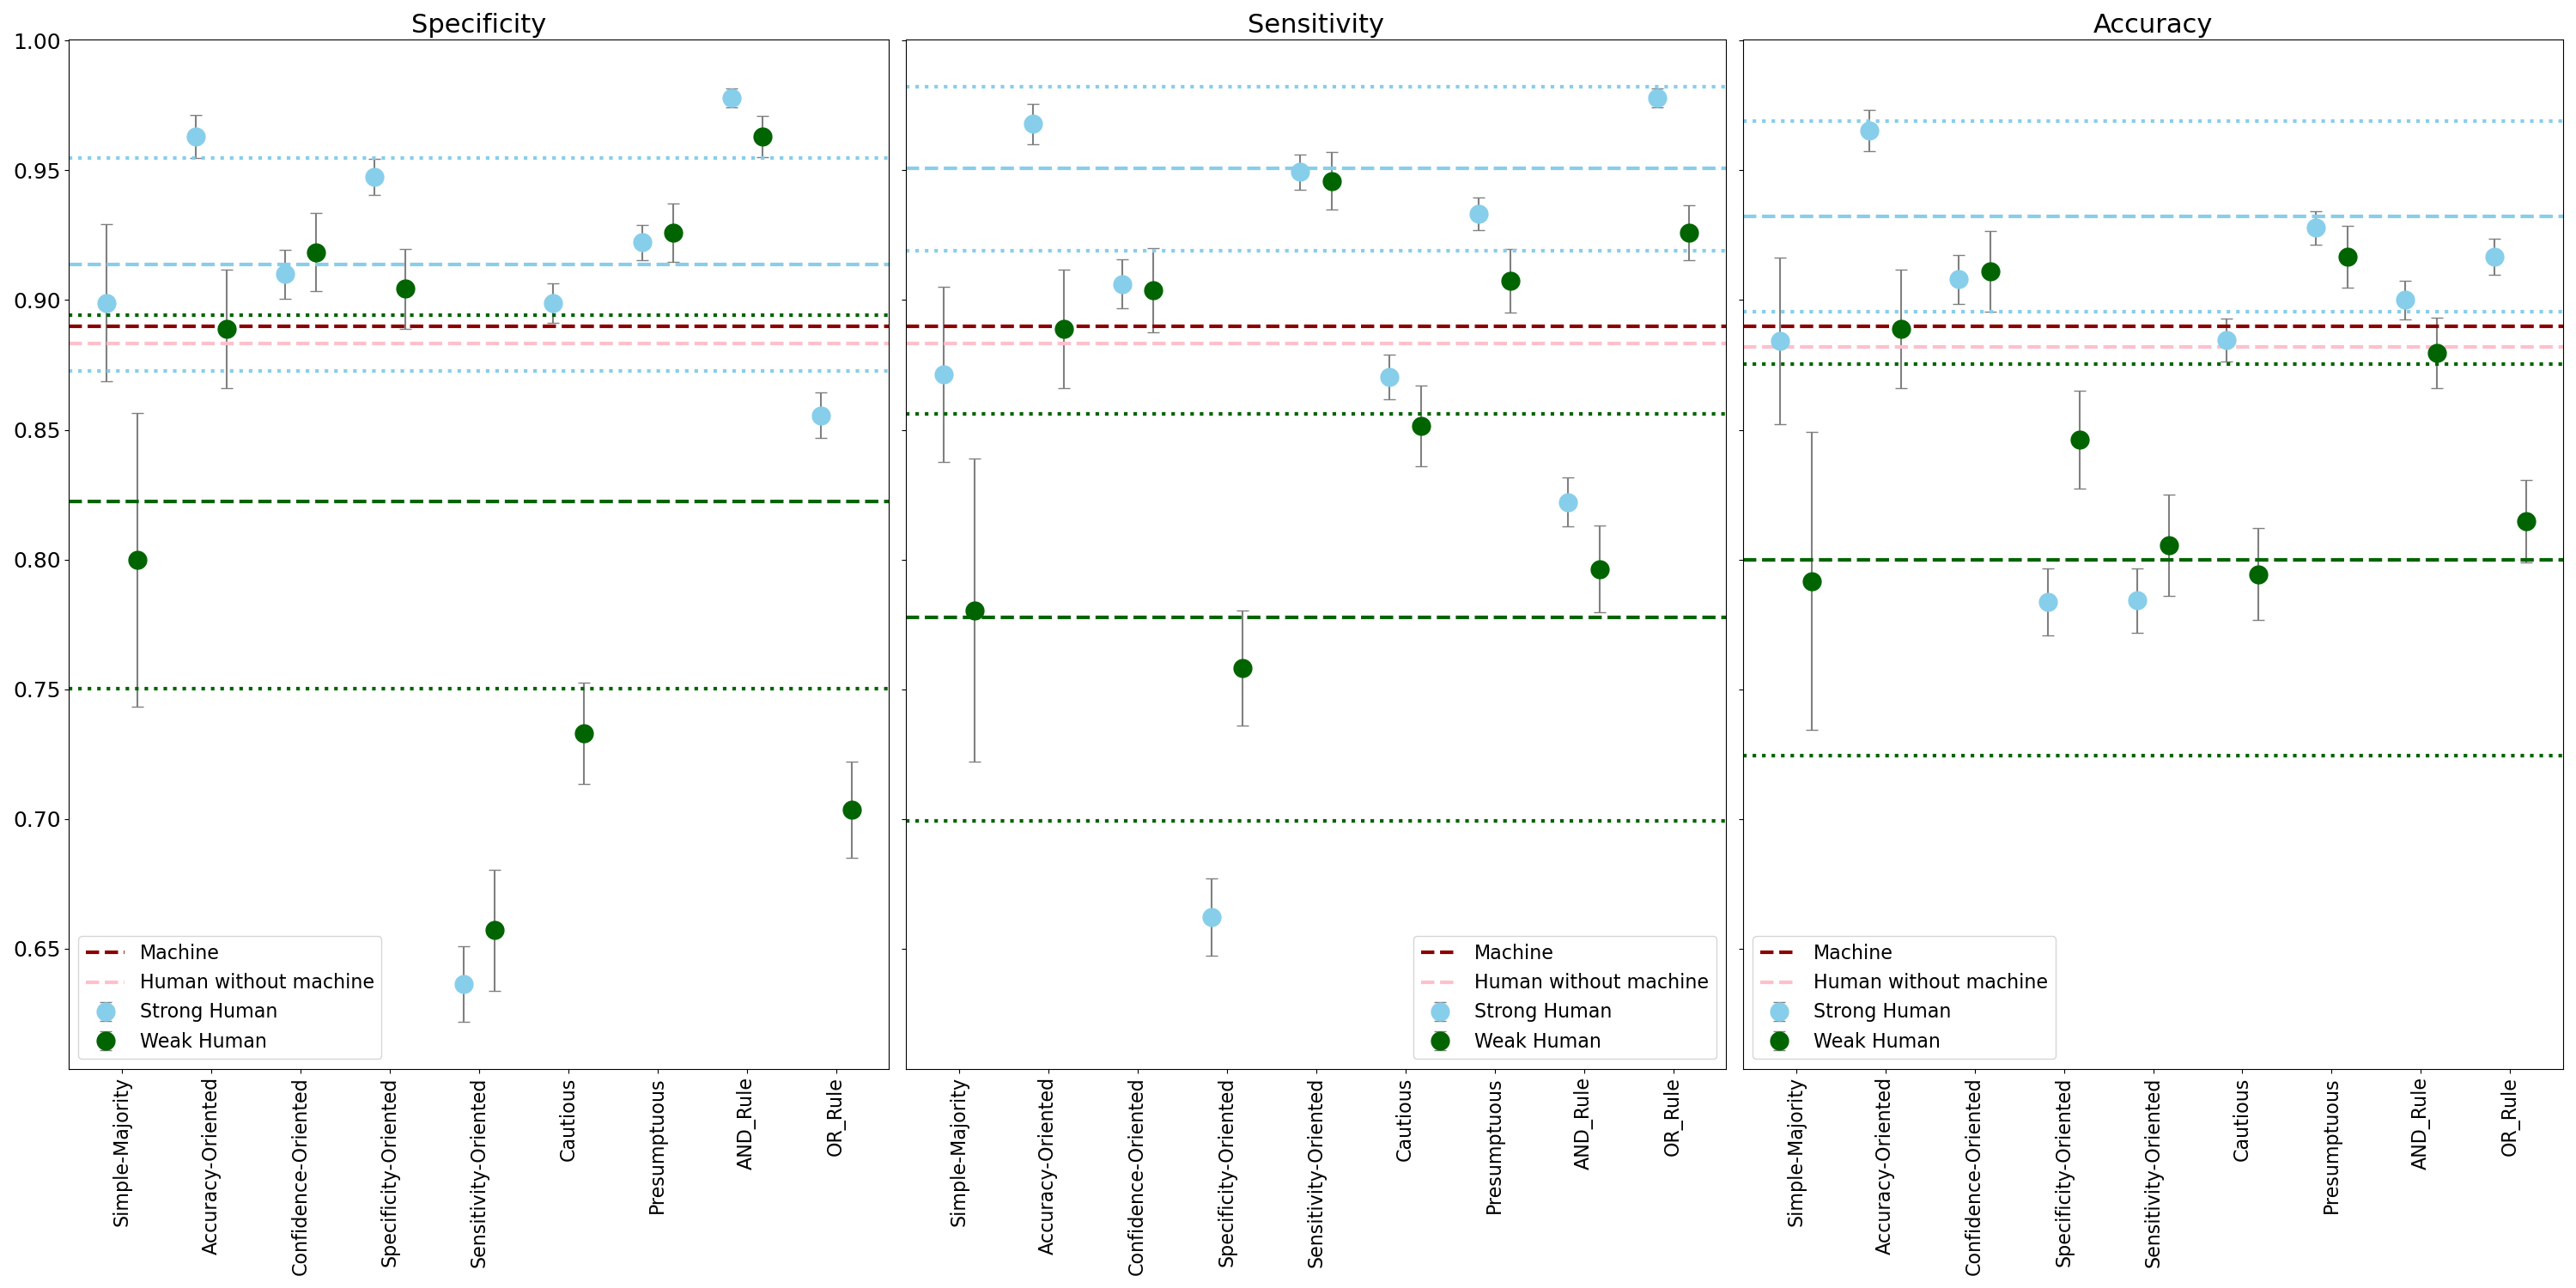 Specificity
Sensitivity
Accuracy
1.00
0.95
0.90
0.85
0.80
0.75
0.70
0.65
Machine
Human without machine
Strong Human
Weak Human
Machine
Human without machine
Strong Human
Weak Human
Machine
Human without machine
Strong Human
Weak Human
Simple-Majority
Accuracy-Oriented
Confidence-Oriented
Specificity-Oriented
Sensitivity-Oriented
Cautious
Presumptuous
AND_Rule
OR_Rule
Simple-Majority
Accuracy-Oriented
Confidence-Oriented
Specificity-Oriented
Sensitivity-Oriented
Cautious
Presumptuous
AND_Rule
OR_Rule
Simple-Majority
Accuracy-Oriented
Confidence-Oriented
Specificity-Oriented
Sensitivity-Oriented
Cautious
Presumptuous
AND_Rule
OR_Rule